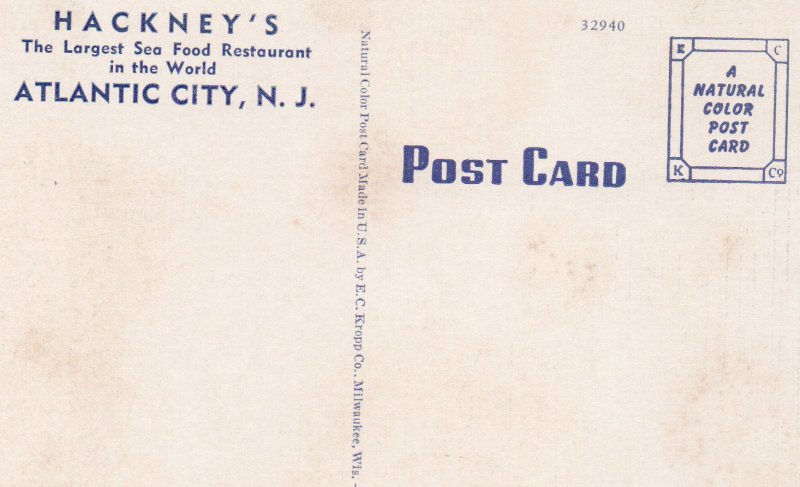 HACKNEY'S
The Largest Sea Food Restaurant
in the World
ATLANTIC CITY, N. J.
Natural Color Post Card Made in U.S.A. by E. C. Kropp Co., Milwaukee, Wis. -
32940
POST CARD
E C
A
NATURAL
COLOR
POST
CARD
K Co